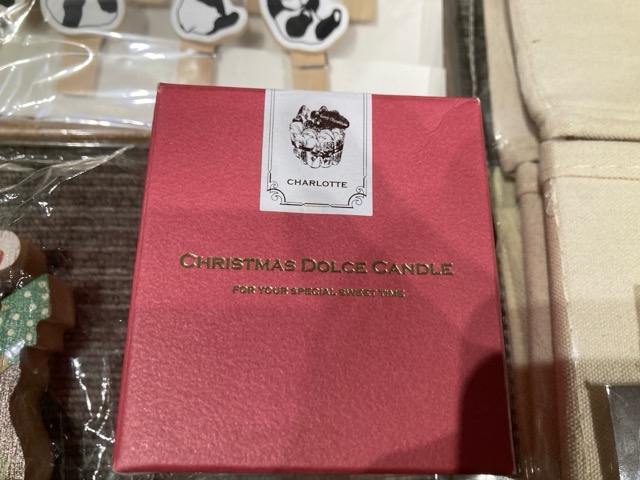 CHARLOTTE
CHRISTMAS DOLCE CANDLE
FOR YOUR SPECIAL SWEET TIME.